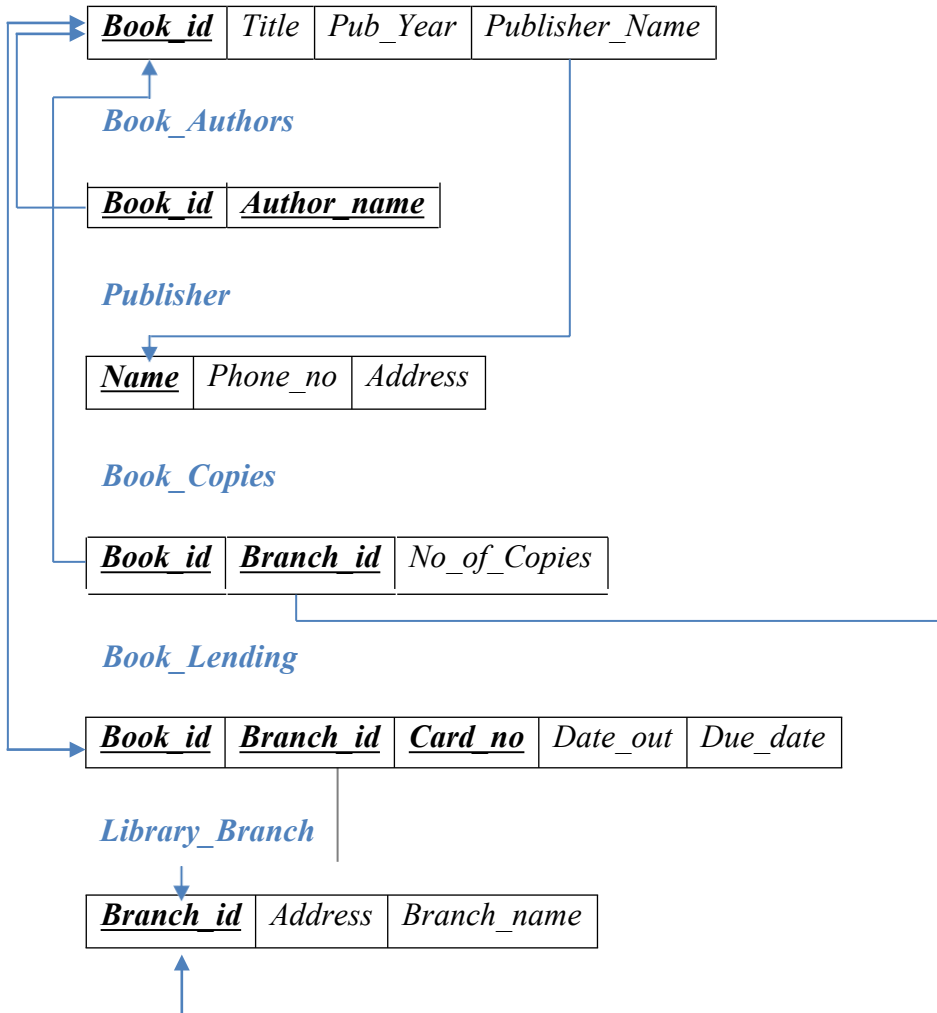 Book_id Title Pub_Year Publisher_Name
Book_Authors
Book_id Author_name
Publisher
Name Phone_no Address
Book_Copies
Book_id Branch_id No_of_Copies
Book_Lending
Book_id Branch_id Card_no Date_out Due_date
Library_Branch
Branch_id Address Branch_name